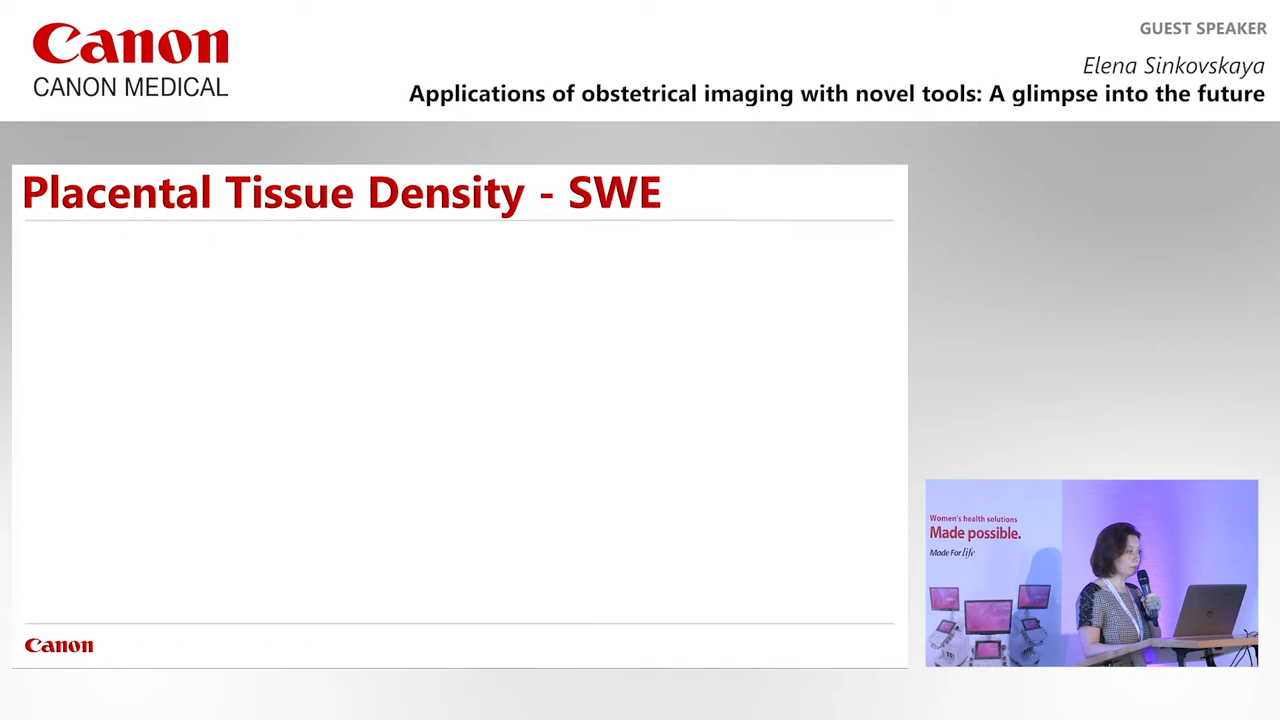 Canon
CANON MEDICAL
GUEST SPEAKER
Elena Sinkovskaya
Applications of obstetrical imaging with novel tools: A glimpse into the future
Placental Tissue Density - SWE
Canon
Women's health solutions
Made possible.
Made For life